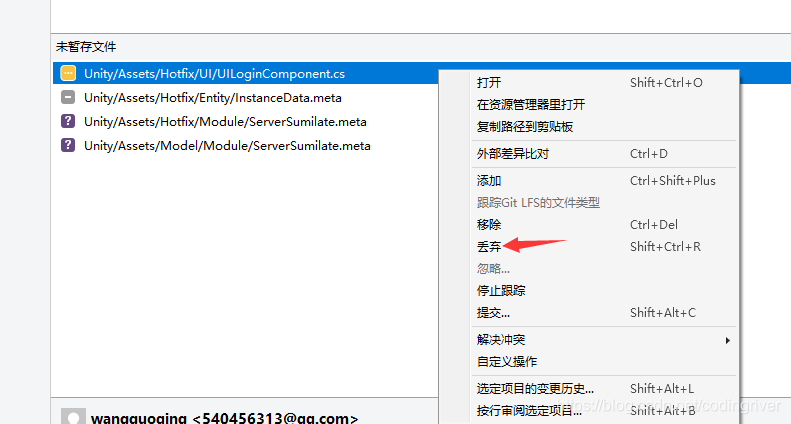 未暂存文件
Unity/Assets/Hotfix/UI/UILoginComponent.cs
Unity/Assets/Hotfix/Entity/InstanceData.meta
Unity/Assets/Hotfix/Module/ServerSumilate.meta
Unity/Assets/Model/Module/ServerSumilate.meta
打开 Shift+Ctrl+O
在资源管理器里打开
复制路径到剪贴板
外部差异比对 Ctrl+D
添加 Ctrl+Shift+Plus
跟踪Git LFS的文件类型
移除 Ctrl+Del
丢弃 Shift+Ctrl+R
忽略...
停止跟踪
提交... Shift+Alt+C
解决冲突
自定义操作
选定项目的变更历史... Shift+Alt+L
按行审阅选定项目... Shift+Alt+B
https://blog.csdn.net/codingriver
wangguoqing <540456313@qq.com>